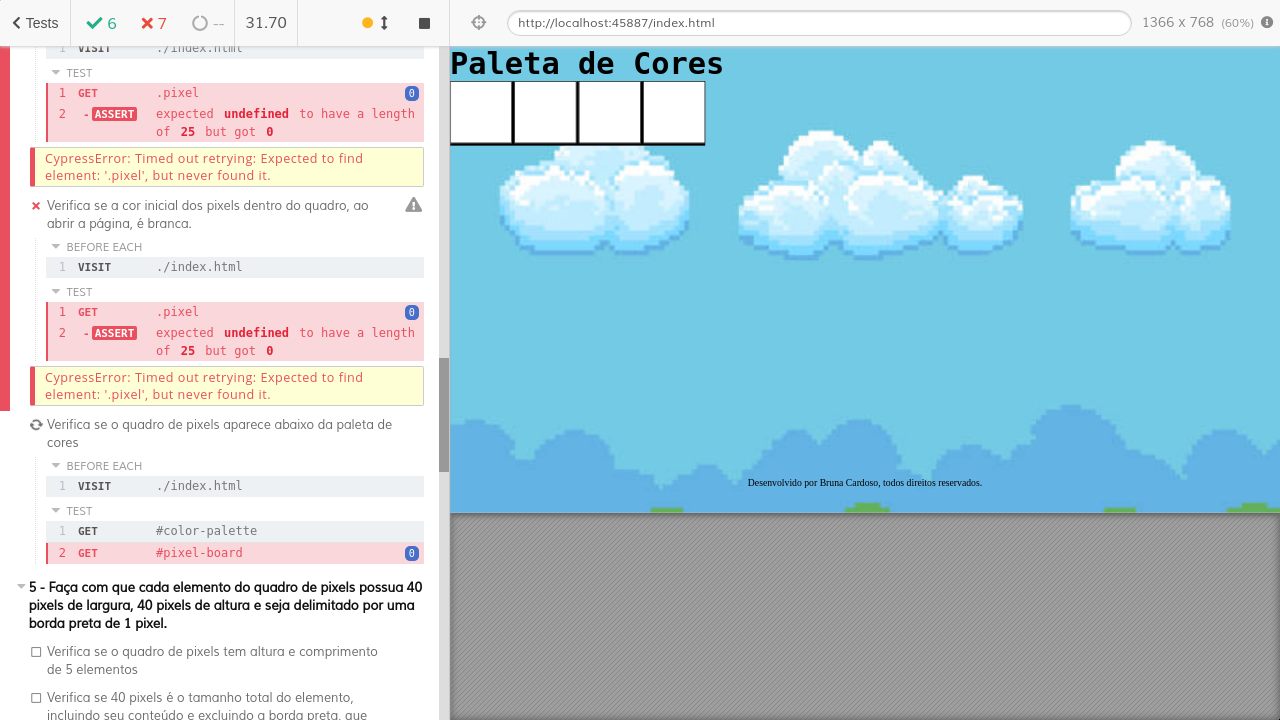 Tests 6 7 -- 31.70
1 VISIT ./index.html
TEST
1 GET .pixel 0
2 - ASSERT expected undefined to have a length
of 25 but got 0
CypressError: Timed out retrying: Expected to find
element: '.pixel', but never found it.
Verifica se a cor inicial dos pixels dentro do quadro, ao
abrir a página, é branca.
BEFORE EACH
1 VISIT ./index.html
TEST
1 GET .pixel 0
2 - ASSERT expected undefined to have a length
of 25 but got 0
CypressError: Timed out retrying: Expected to find
element: '.pixel', but never found it.
Verifica se o quadro de pixels aparece abaixo da paleta de
cores
BEFORE EACH
1 VISIT ./index.html
TEST
1 GET #color-palette
2 GET #pixel-board 0
5 - Faça com que cada elemento do quadro de pixels possua 40
pixels de largura, 40 pixels de altura e seja delimitado por uma
borda preta de 1 pixel.
Verifica se o quadro de pixels tem altura e comprimento
de 5 elementos
Verifica se 40 pixels é o tamanho total do elemento,
incluindo seu conteúdo e excluindo a borda preta, que
http://localhost:45887/index.html 1366 x 768 (60%)
Paleta de Cores
Desenvolvido por Bruna Cardoso, todos direitos reservados.